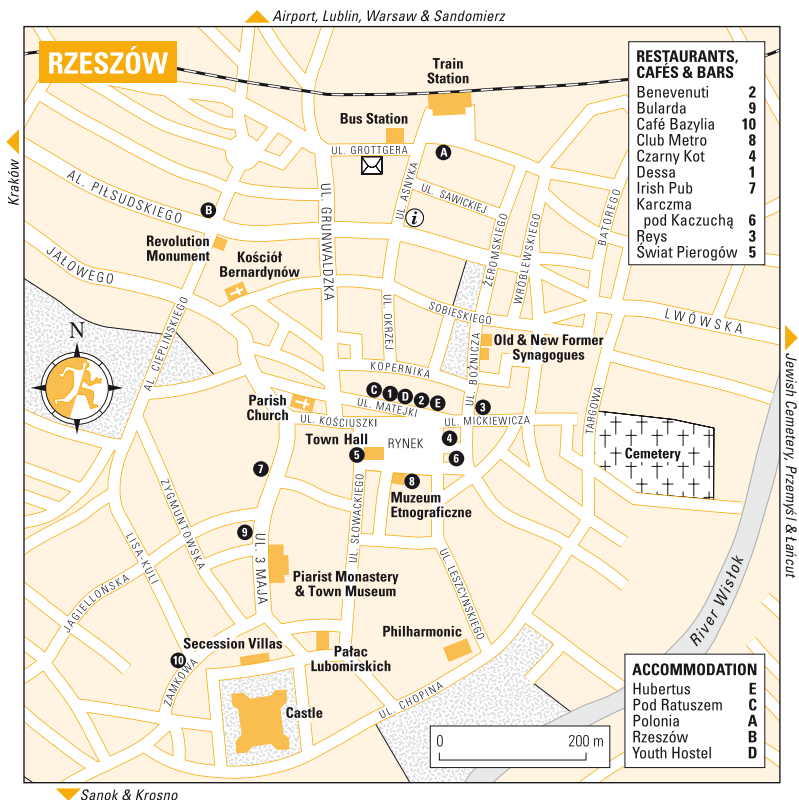 Airport, Lublin, Warsaw & Sandomierz
RZESZÓW
Train
Station
Bus Station
UL. GROTTGERA
A
RESTAURANTS,
CAFÉS & BARS
Benevenuti 2
Bularda 9
Café Bazylia 10
Club Metro 8
Czarny Kot 4
Dessa 1
Irish Pub 7
Karczma
pod Kaczuchą 6
Reys 3
Świat Pierogów 5
Kraków
AL. PIŁSUDSKIEGO
B
UL. GRUNWALDZKA
UL. ASNYKA
UL. SAWICKIEJ
i
ŻEROMSKIEGO
WRÓBLEWSKIEGO
BATOREGO
Revolution
Monument
Kościół
Bernardynów
JAŁOWEGO
AL. CIEPLIŃSKIEGO
N
UL. OKRZEJ
SOBIESKIEGO
LWÓWSKA
UL. BOŻNICZA
Old & New Former
Synagogues
KOPERNIKA
C 1 D 2 E
UL. MATEJKI
3
Parish
Church
UL. KOŚCIUSZKI
UL. MICKIEWICZA
TARGOWA
Jewish Cemetery, Przemyśl & Łańcut
Town Hall
RYNEK
4
5
6
Cemetery
7
8
Muzeum
Etnograficzne
ZYGMUNTOWSKA
UL. SŁOWACKIEGO
9
LISA-KULI
UL. 3 MAJA
Piarist Monastery
& Town Museum
UL. LESZCYŃSKIEGO
JAGIELLOŃSKA
River Wisłok
Philharmonic
Secession Villas
10
ZAMKOWA
Pałac
Lubomirskich
UL. CHOPINA
Castle
ACCOMMODATION
Hubertus E
Pod Ratuszem C
Polonia A
Rzeszów B
Youth Hostel D
0 200 m
Sanok & Krosno